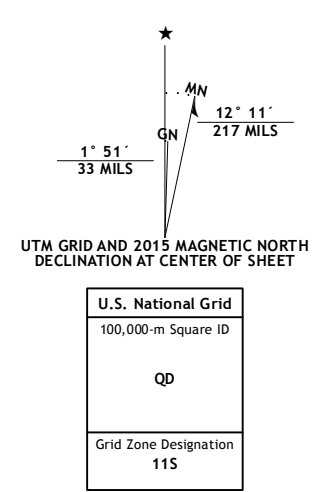 ★
MN
GN
12° 11´
217 MILS
1° 51´
33 MILS
UTM GRID AND 2015 MAGNETIC NORTH
DECLINATION AT CENTER OF SHEET
U.S. National Grid
100,000-m Square ID
QD
Grid Zone Designation
11S